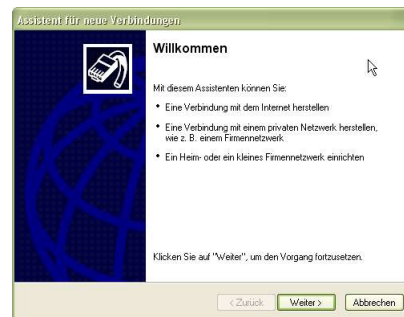 Assistent für neue Verbindungen
Willkommen
Mit diesem Assistenten können Sie:
• Eine Verbindung mit dem Internet herstellen
• Eine Verbindung mit einem privaten Netzwerk herstellen,
wie z. B. einem Firmennetzwerk
• Ein Heim- oder ein kleines Firmennetzwerk einrichten
Klicken Sie auf "Weiter", um den Vorgang fortzusetzen.
< Zurück Weiter > Abbrechen